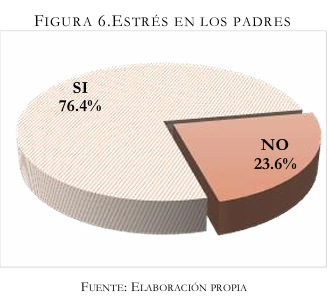 FIGURA 6.ESTRÉS EN LOS PADRES
SI
76.4%
NO
23.6%
FUENTE: ELABORACIÓN PROPIA